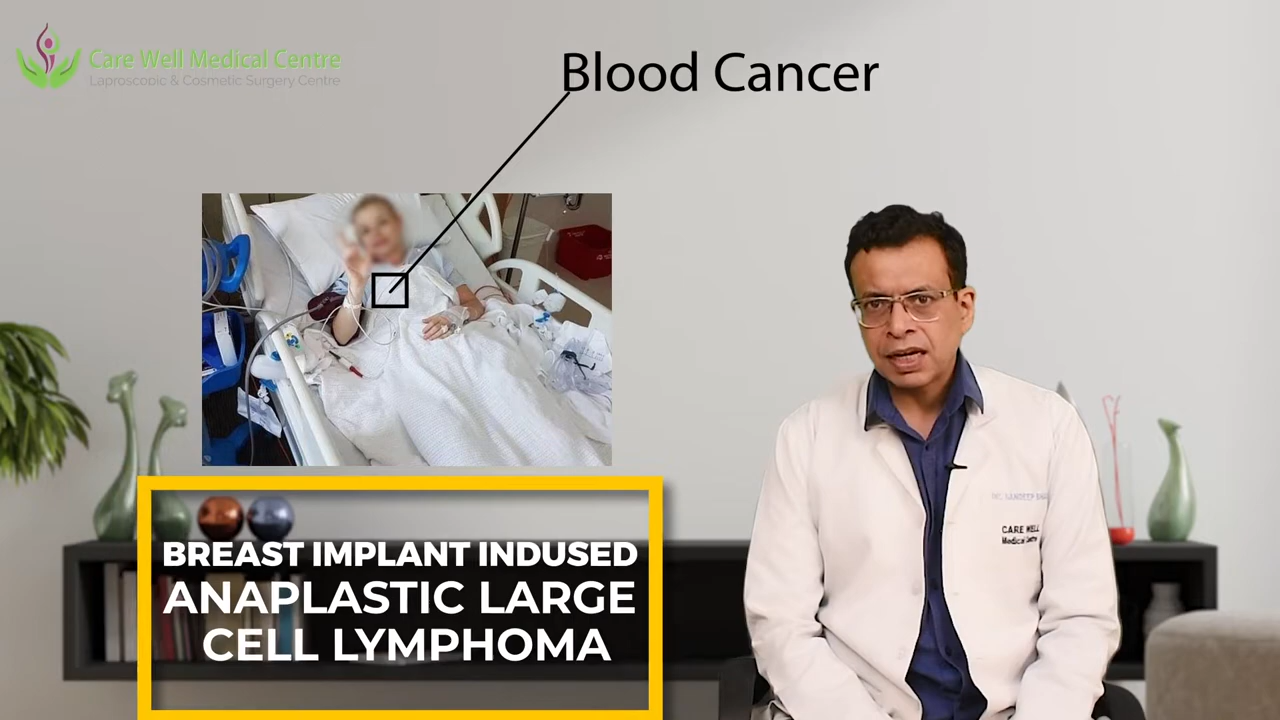 Care Well Medical Centre
Laproscopic & Cosmetic Surgery Centre
Blood Cancer
BREAST IMPLANT INDUSED
ANAPLASTIC LARGE
CELL LYMPHOMA
CARE WELL
Medical Centre